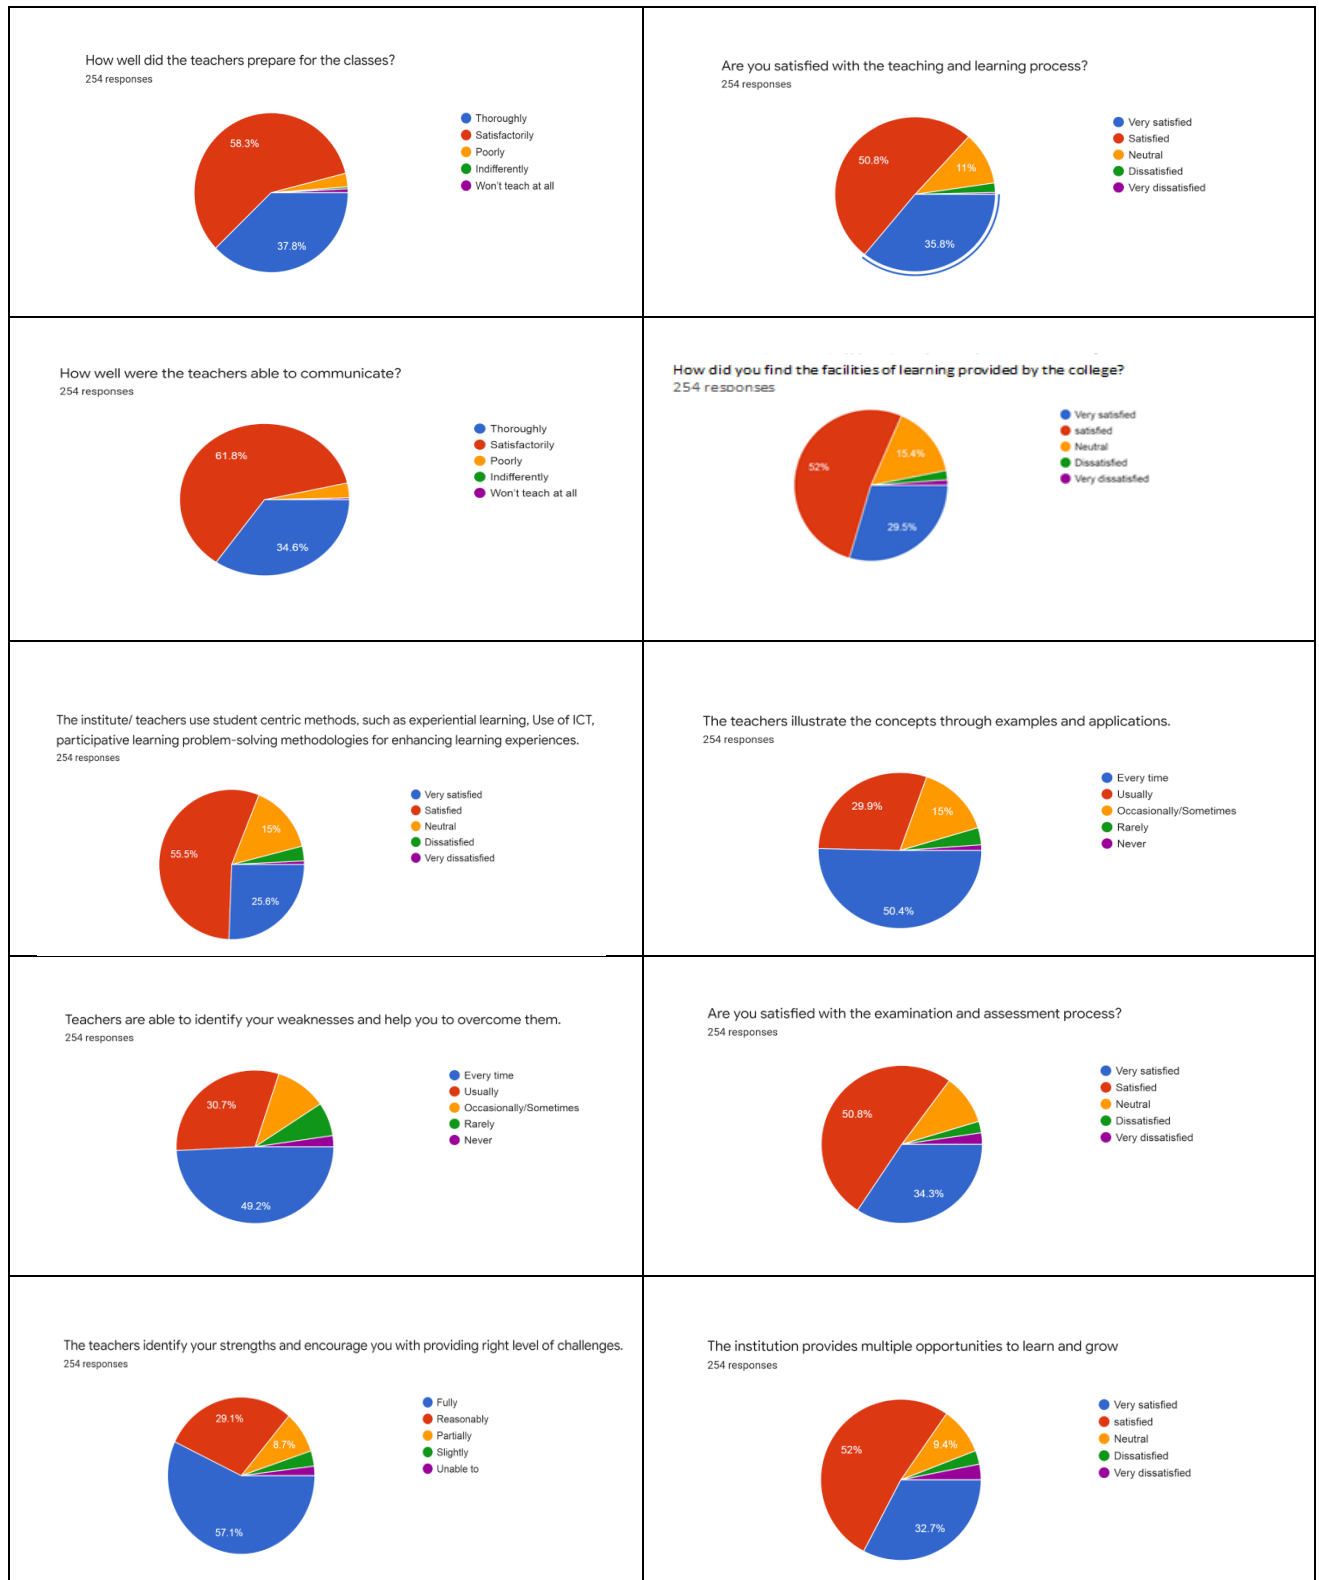 How well did the teachers prepare for the classes?
254 responses
Thoroughly
Satisfactorily
Poorly
Indifferently
Won't teach at all
58.3%
37.8%
Are you satisfied with the teaching and learning process?
254 responses
Very satisfied
Satisfied
Neutral
Dissatisfied
Very dissatisfied
50.8%
11%
35.8%
How well were the teachers able to communicate?
254 responses
Thoroughly
Satisfactorily
Poorly
Indifferently
Won't teach at all
61.8%
34.6%
How did you find the facilities of learning provided by the college?
254 responses
Very satisfied
satisfied
Neutral
Dissatisfied
Very dissatisfied
52%
15.4%
29.5%
The institute/ teachers use student centric methods, such as experiential learning, Use of ICT,
participative learning problem-solving methodologies for enhancing learning experiences.
254 responses
Very satisfied
Satisfied
Neutral
Dissatisfied
Very dissatisfied
15%
55.5%
25.6%
The teachers illustrate the concepts through examples and applications.
254 responses
Every time
Usually
Occasionally/Sometimes
Rarely
Never
29.9%
15%
50.4%
Teachers are able to identify your weaknesses and help you to overcome them.
254 responses
Every time
Usually
Occasionally/Sometimes
Rarely
Never
30.7%
49.2%
Are you satisfied with the examination and assessment process?
254 responses
Very satisfied
Satisfied
Neutral
Dissatisfied
Very dissatisfied
50.8%
34.3%
The teachers identify your strengths and encourage you with providing right level of challenges.
254 responses
Fully
Reasonably
Partially
Slightly
Unable to
29.1%
8.7%
57.1%
The institution provides multiple opportunities to learn and grow
254 responses
Very satisfied
satisfied
Neutral
Dissatisfied
Very dissatisfied
52%
9.4%
32.7%